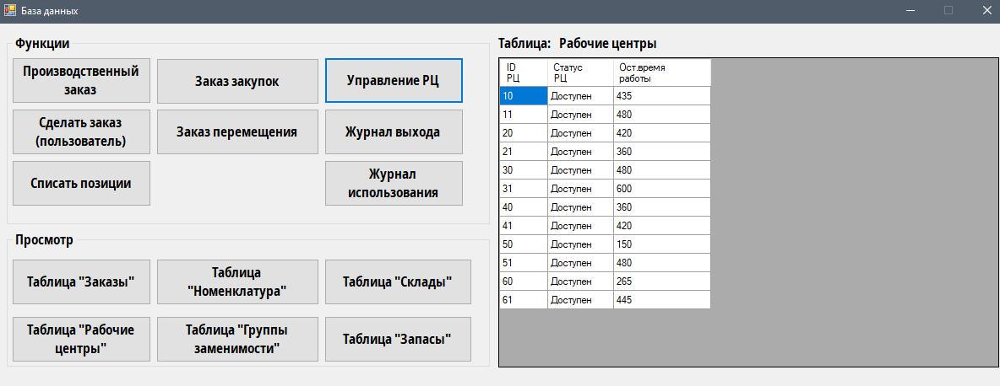 База данных
Функции
Производственный
заказ
Заказ закупок
Управление РЦ
Сделать заказ
(пользователь)
Заказ перемещения
Журнал выхода
Списать позиции
Журнал
использования
Просмотр
Таблица "Заказы"
Таблица
"Номенклатура"
Таблица "Склады"
Таблица "Рабочие
центры"
Таблица "Группы
заменимости"
Таблица "Запасы"
Таблица: Рабочие центры
ID РЦ Статус РЦ Ост.время работы
10 Доступен 435
11 Доступен 480
20 Доступен 420
21 Доступен 360
30 Доступен 480
31 Доступен 600
40 Доступен 360
41 Доступен 420
50 Доступен 150
51 Доступен 480
60 Доступен 265
61 Доступен 445